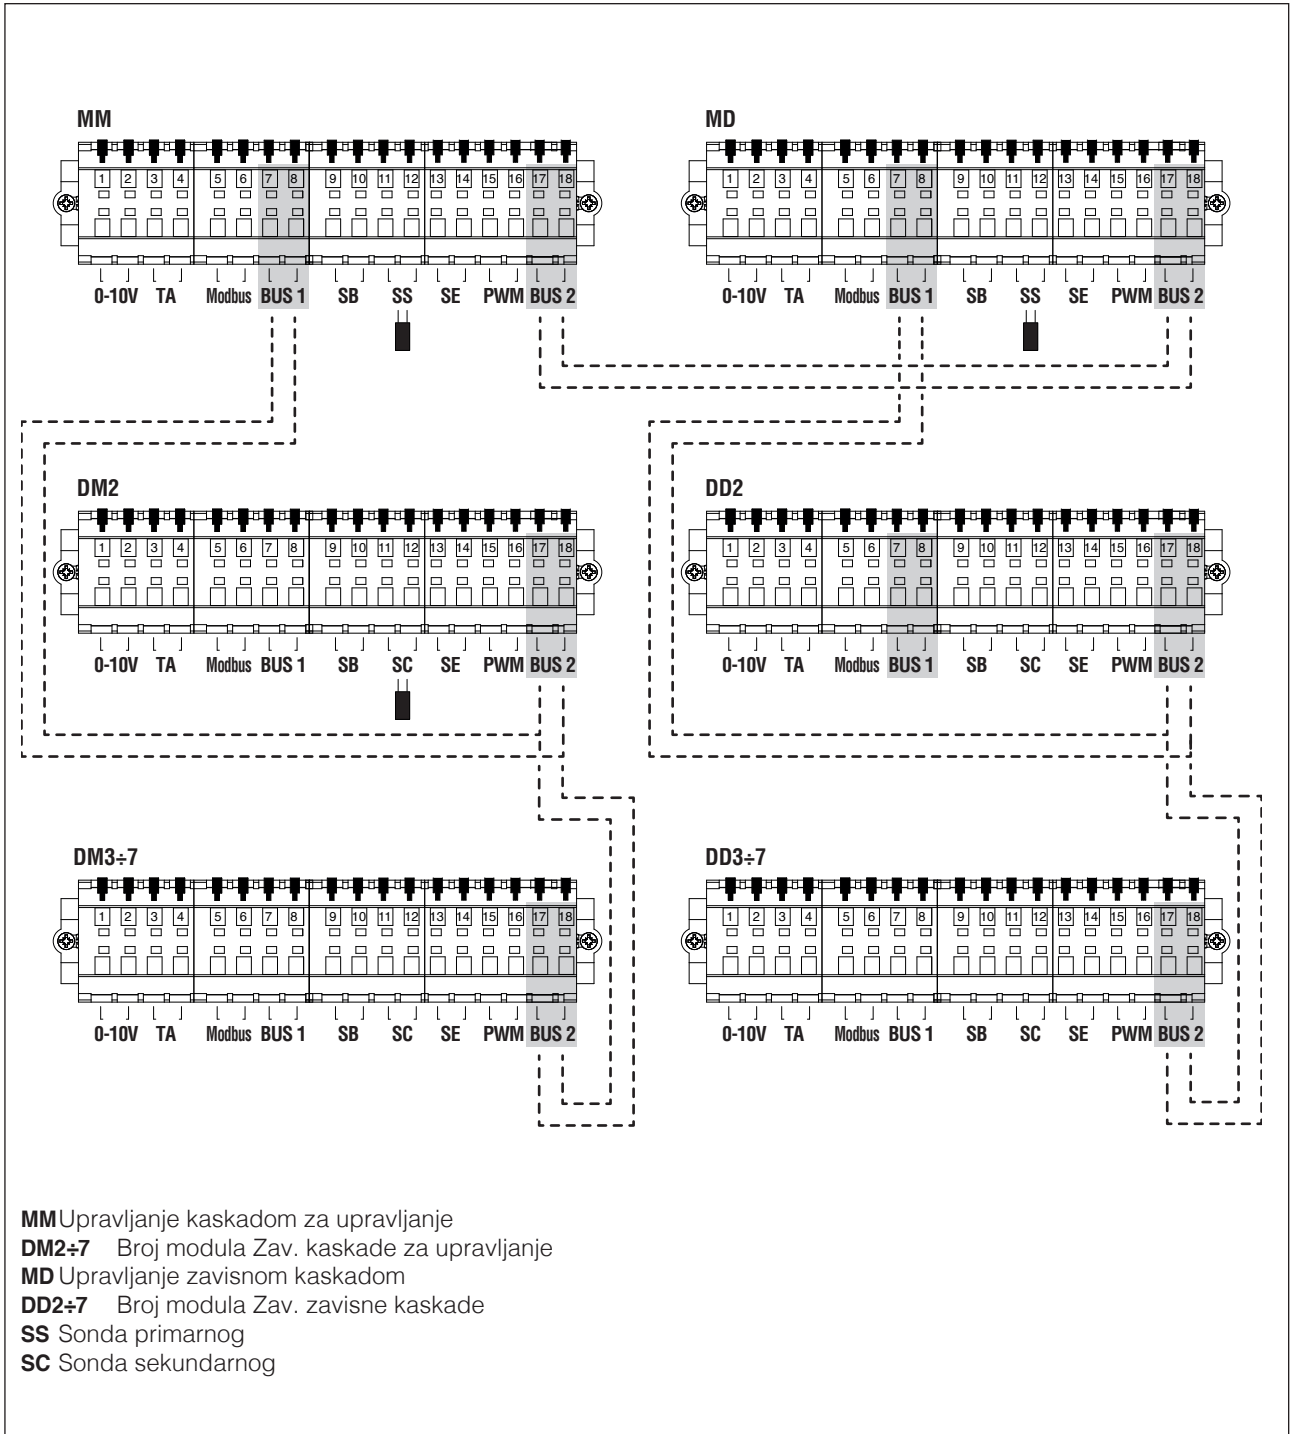 MM MD
1 2 3 4 5 6 7 8 9 10 11 12 13 14 15 16 17 18 1 2 3 4 5 6 7 8 9 10 11 12 13 14 15 16 17 18
0-10V TA Modbus BUS 1 SB SS SE PWM BUS 2 0-10V TA Modbus BUS 1 SB SS SE PWM BUS 2
DM2 DD2
1 2 3 4 5 6 7 8 9 10 11 12 13 14 15 16 17 18 1 2 3 4 5 6 7 8 9 10 11 12 13 14 15 16 17 18
0-10V TA Modbus BUS 1 SB SC SE PWM BUS 2 0-10V TA Modbus BUS 1 SB SC SE PWM BUS 2
DM3÷7 DD3÷7
1 2 3 4 5 6 7 8 9 10 11 12 13 14 15 16 17 18 1 2 3 4 5 6 7 8 9 10 11 12 13 14 15 16 17 18
0-10V TA Modbus BUS 1 SB SC SE PWM BUS 2 0-10V TA Modbus BUS 1 SB SC SE PWM BUS 2
MM Upravljanje kaskadom za upravljanje
DM2÷7 Broj modula Zav. kaskade za upravljanje
MD Upravljanje zavisnom kaskadom
DD2÷7 Broj modula Zav. zavisne kaskade
SS Sonda primarnog
SC Sonda sekundarnog